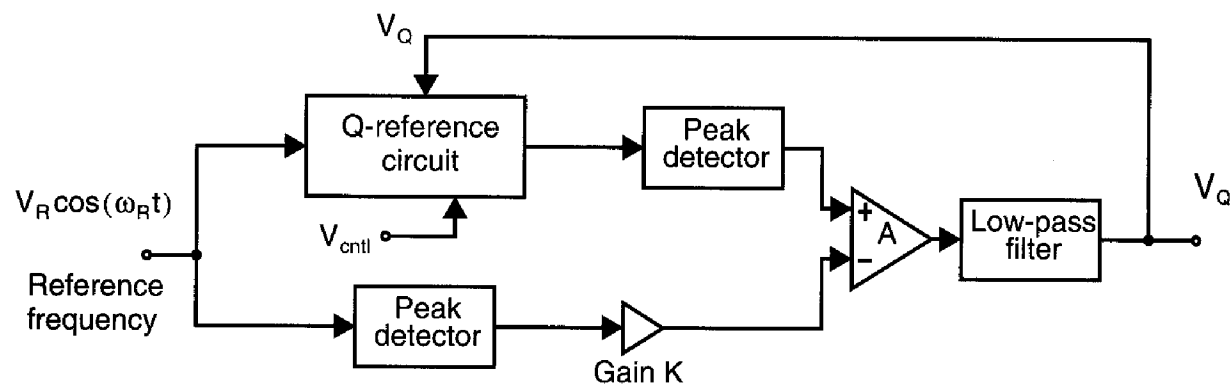 V_Q
Q-reference
circuit
Peak
detector
V_R cos(ω_R t)
V_cntl
+
A
−
Low-pass
filter
V_Q
Reference
frequency
Peak
detector
Gain K